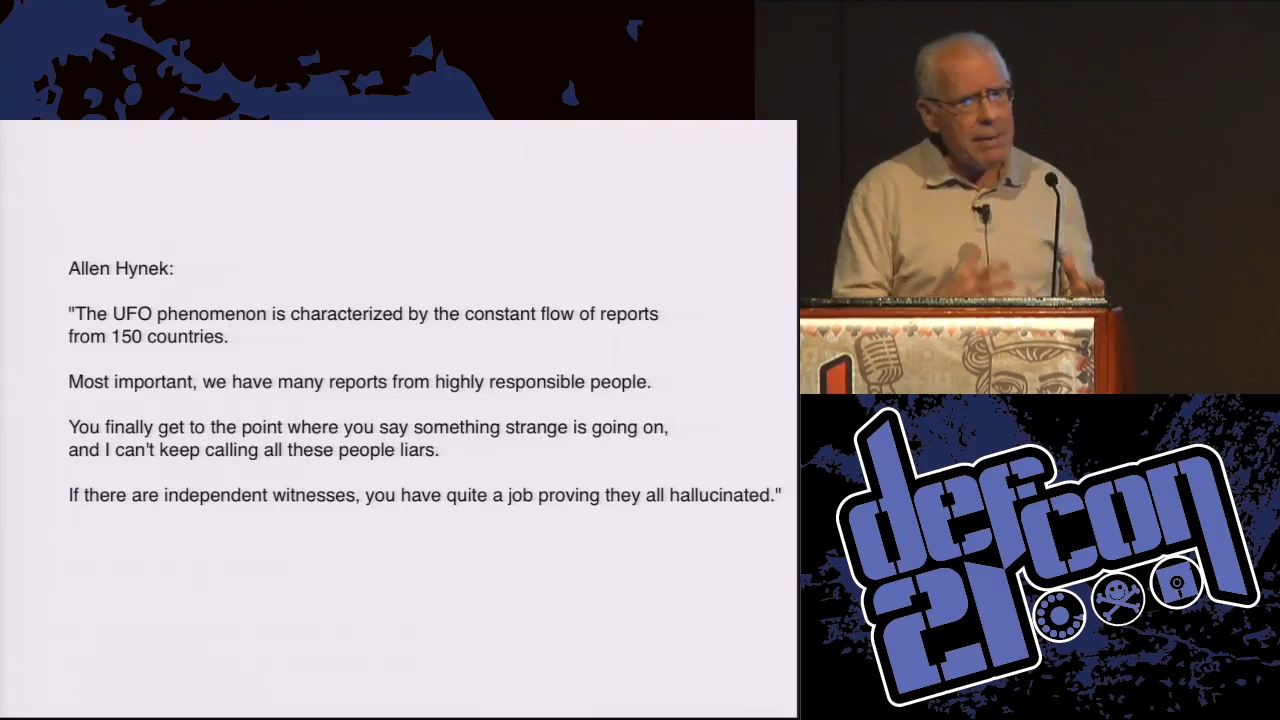 Allen Hynek:
"The UFO phenomenon is characterized by the constant flow of reports
from 150 countries.
Most important, we have many reports from highly responsible people.
You finally get to the point where you say something strange is going on,
and I can't keep calling all these people liars.
If there are independent witnesses, you have quite a job proving they all hallucinated."
defcon
21